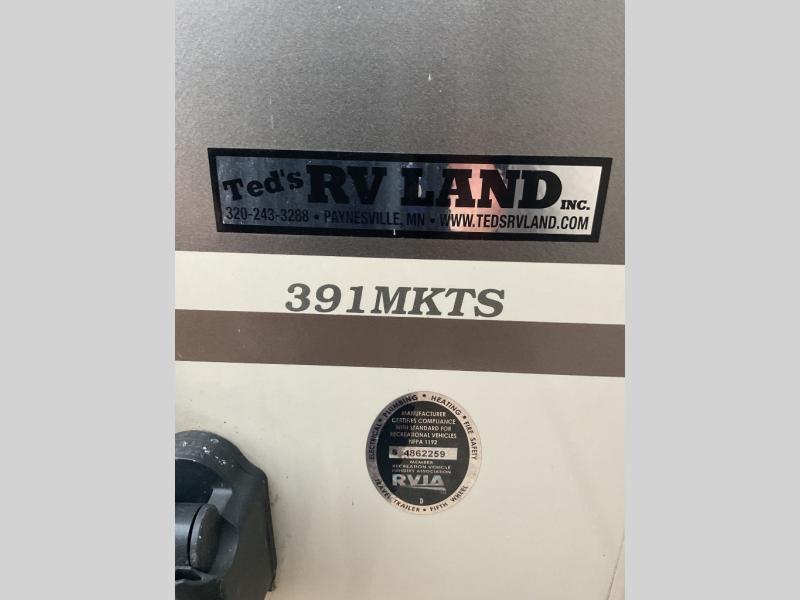 Ted's RV LAND INC.
320-243-3288 • PAYNESVILLE, MN • WWW.TEDSRVLAND.COM
391MKTS
ELECTRICAL • PLUMBING • HEATING • FIRE SAFETY
MANUFACTURER
CERTIFIES COMPLIANCE
WITH STANDARD FOR
RECREATIONAL VEHICLES
NFPA 1192
4862259
MEMBER
RECREATION VEHICLE
INDUSTRY ASSOCIATION
RVIA
D
TRAVEL TRAILER • FIFTH WHEEL